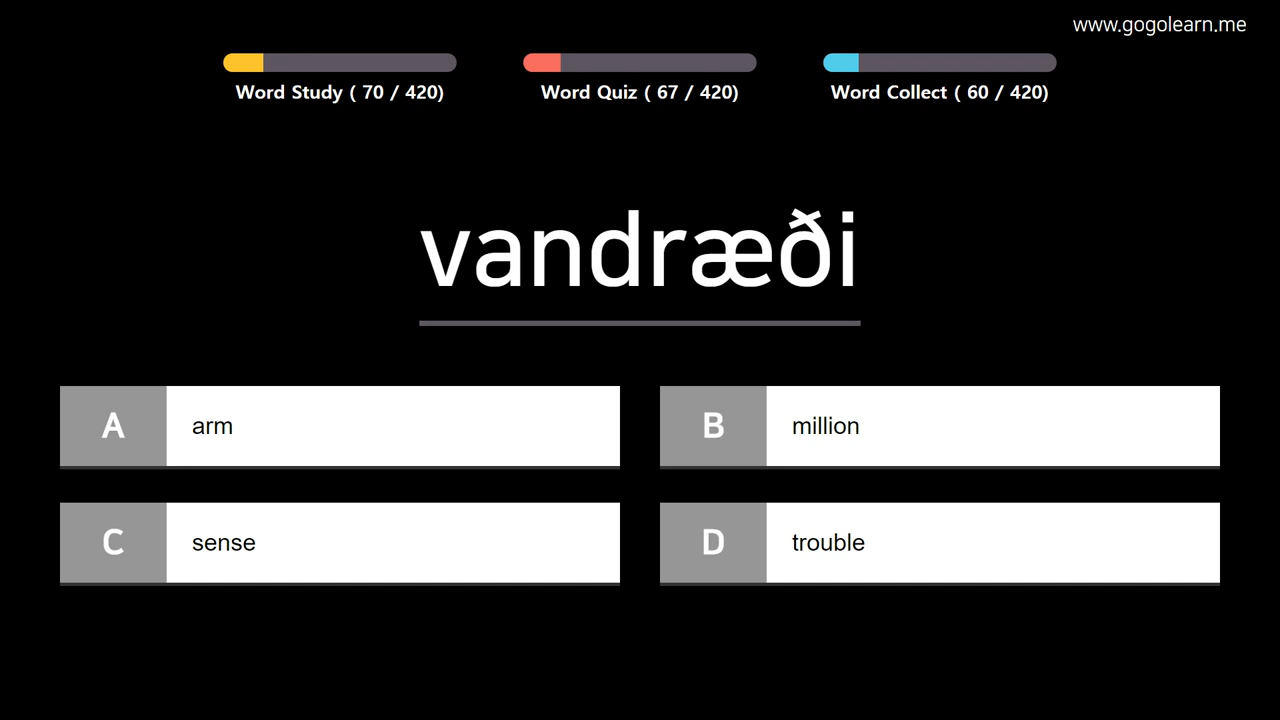 www.gogolearn.me
Word Study ( 70 / 420)
Word Quiz ( 67 / 420)
Word Collect ( 60 / 420)
vandræði
A arm
B million
C sense
D trouble